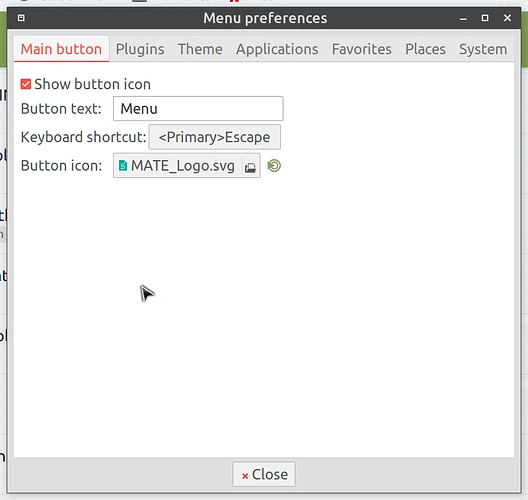 Menu preferences
Main button Plugins Theme Applications Favorites Places System
Show button icon
Button text: Menu
Keyboard shortcut: <Primary>Escape
Button icon: MATE_Logo.svg
Close